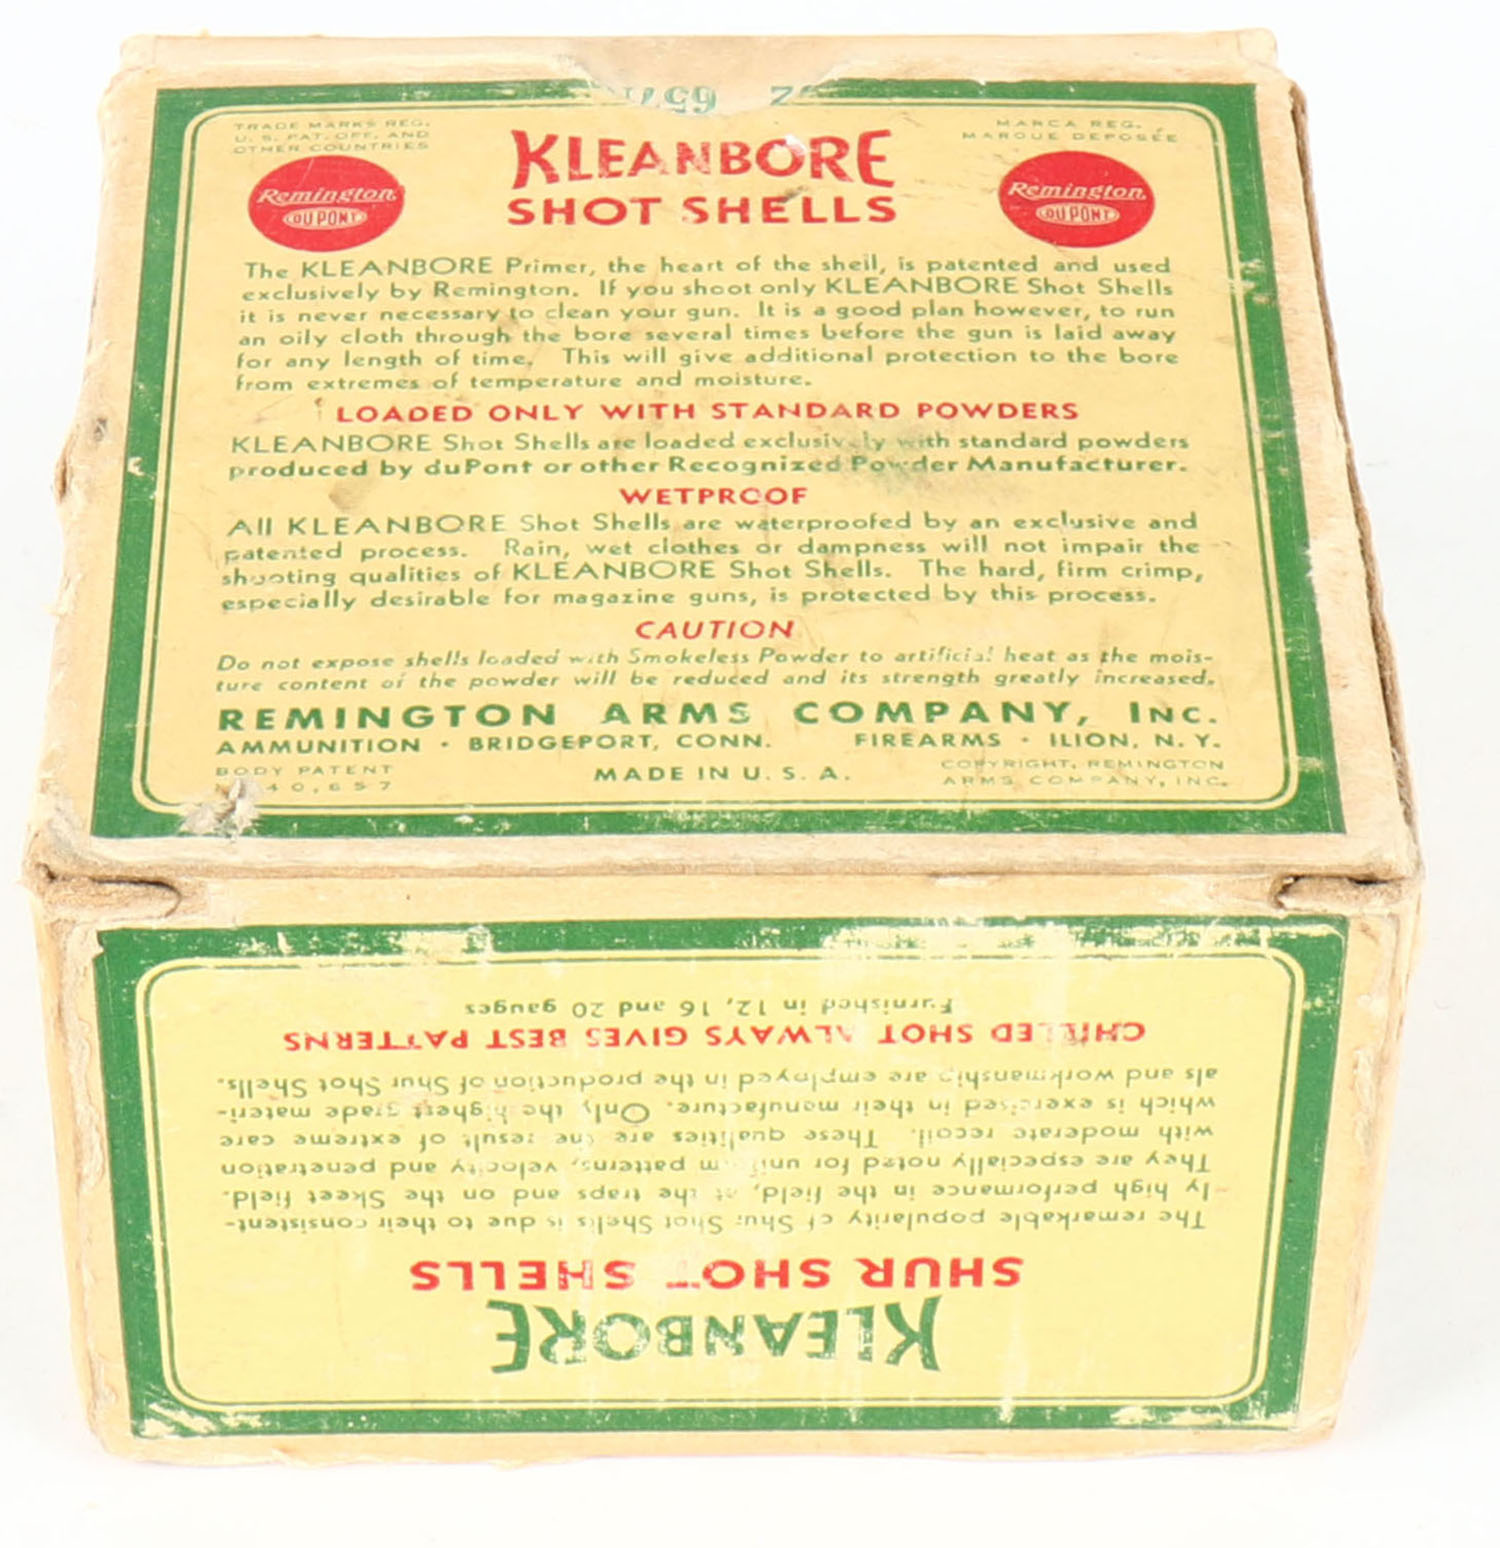 TRADE MARKS REG.
U. S. PAT. OFF. AND
OTHER COUNTRIES
MARCA REG.
MARQUE DEPOSÉE
KLEANBORE
SHOT SHELLS
Remington
DU PONT
Remington
DU PONT
The KLEANBORE Primer, the heart of the shell, is patented and used
exclusively by Remington. If you shoot only KLEANBORE Shot Shells
it is never necessary to clean your gun. It is a good plan however, to run
an oily cloth through the bore several times before the gun is laid away
for any length of time. This will give additional protection to the bore
from extremes of temperature and moisture.
LOADED ONLY WITH STANDARD POWDERS
KLEANBORE Shot Shells are loaded exclusively with standard powders
produced by duPont or other Recognized Powder Manufacturer.
WETPROOF
All KLEANBORE Shot Shells are waterproofed by an exclusive and
patented process. Rain, wet clothes or dampness will not impair the
shooting qualities of KLEANBORE Shot Shells. The hard, firm crimp,
especially desirable for magazine guns, is protected by this process.
CAUTION
Do not expose shells loaded with Smokeless Powder to artificial heat as the mois-
ture content of the powder will be reduced and its strength greatly increased.
REMINGTON ARMS COMPANY, INC.
AMMUNITION · BRIDGEPORT, CONN. FIREARMS · ILION, N. Y.
BODY PATENT
40,657
MADE IN U. S. A.
COPYRIGHT, REMINGTON
ARMS COMPANY, INC.
KLEANBORE
SHUR SHOT SHELLS
The remarkable popularity of Shur Shot Shells is due to their consistent-
ly high performance in the field, at the traps and on the Skeet field.
They are especially noted for uniform patterns, velocity and penetration
with moderate recoil. These qualities are the result of extreme care
which is exercised in their manufacture. Only the highest grade materi-
als and workmanship are employed in the production of Shur Shot Shells.
CHILLED SHOT ALWAYS GIVES BEST PATTERNS
Furnished in 12, 16 and 20 gauges